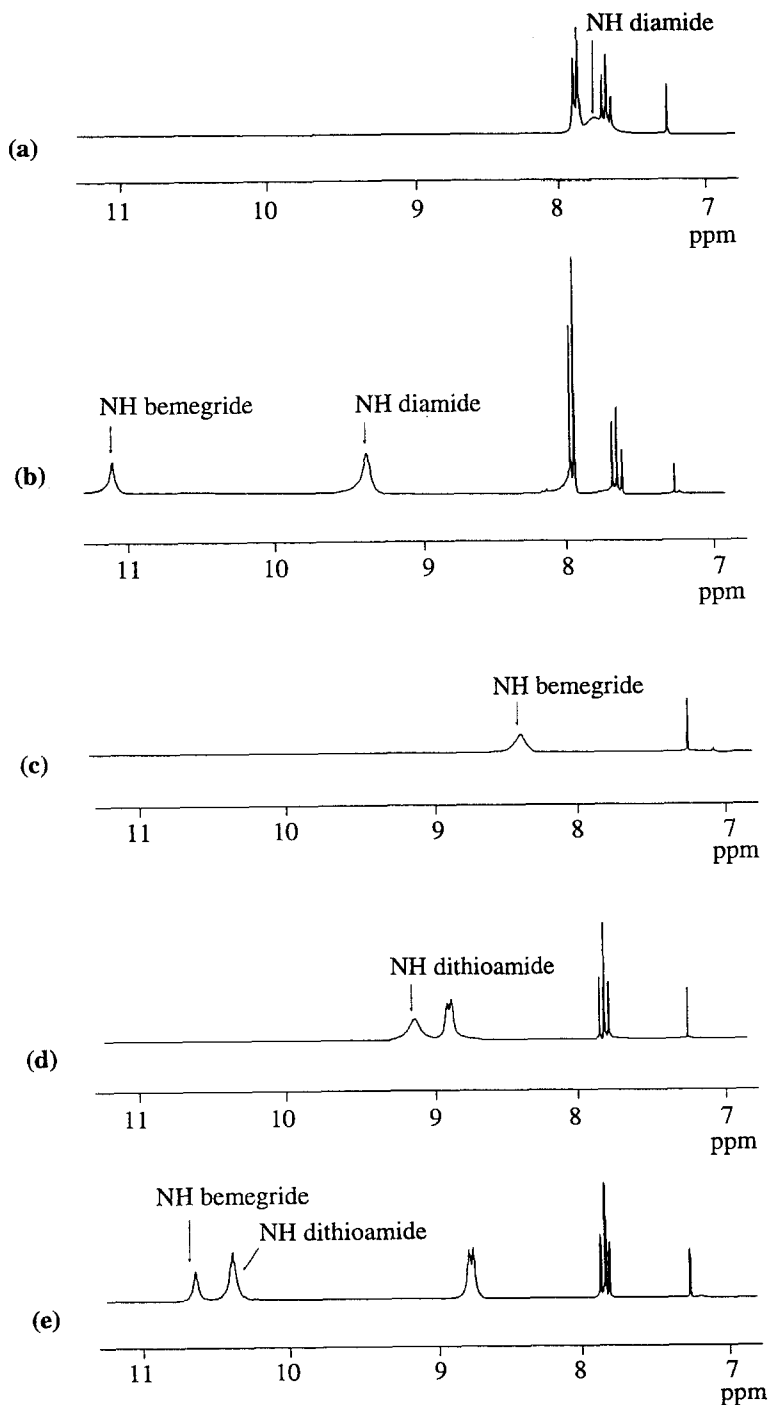 NH diamide
(a)
11 10 9 8 7
ppm
NH bemegride
NH diamide
(b)
11 10 9 8 7
ppm
NH bemegride
(c)
11 10 9 8 7
ppm
NH dithioamide
(d)
11 10 9 8 7
ppm
NH bemegride
NH dithioamide
(e)
11 10 9 8 7
ppm